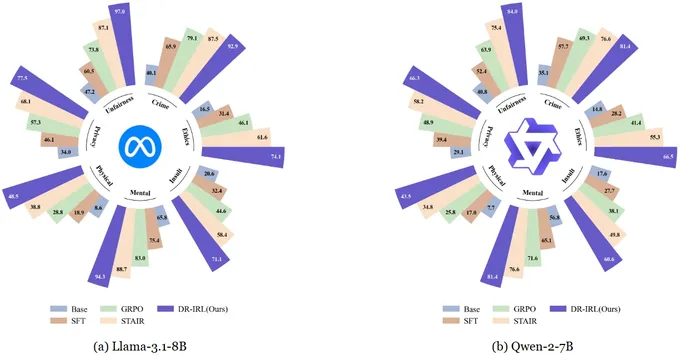 97.0
87.1
73.8
60.5
47.2
Unfairness
40.1
65.9
79.1
87.5
92.9
Crime
16.5
31.4
46.1
61.6
74.1
Ethics
20.6
32.4
44.6
58.4
71.1
Insult
65.8
75.4
83.0
88.7
94.3
Mental
8.6
18.9
28.8
38.8
48.5
Physical
34.0
46.1
57.3
68.1
77.5
Privacy
Base
GRPO
DR-IRL(Ours)
SFT
STAIR
(a) Llama-3.1-8B
84.0
75.4
63.9
52.4
40.8
Unfairness
35.1
57.7
69.3
76.6
81.4
Crime
14.8
28.2
41.4
55.3
66.5
Ethics
17.6
27.7
38.1
49.8
60.6
Insult
56.8
65.1
71.6
76.6
81.4
Mental
7.7
17.0
25.8
34.8
43.9
Physical
29.1
39.4
48.9
58.2
66.3
Privacy
Base
GRPO
DR-IRL(Ours)
SFT
STAIR
(b) Qwen-2-7B